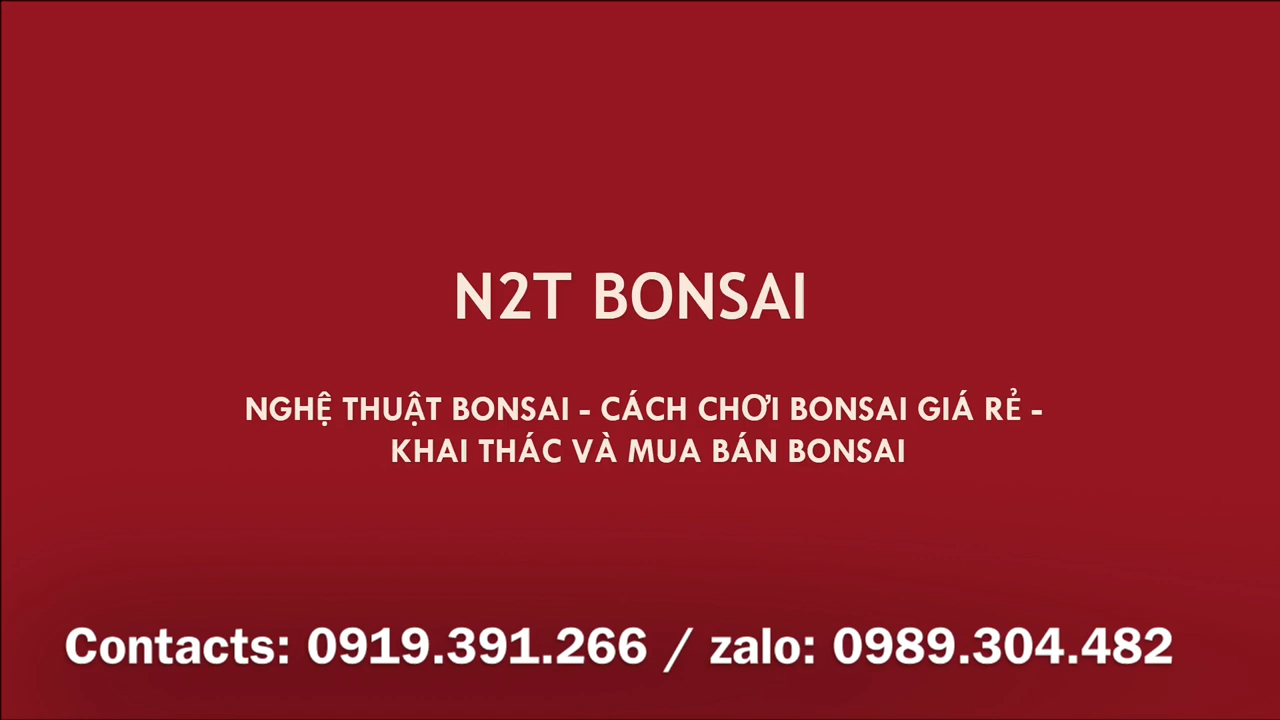 N2T BONSAI
NGHỆ THUẬT BONSAI - CÁCH CHƠI BONSAI GIÁ RẺ -
KHAI THÁC VÀ MUA BÁN BONSAI
Contacts: 0919.391.266 / zalo: 0989.304.482